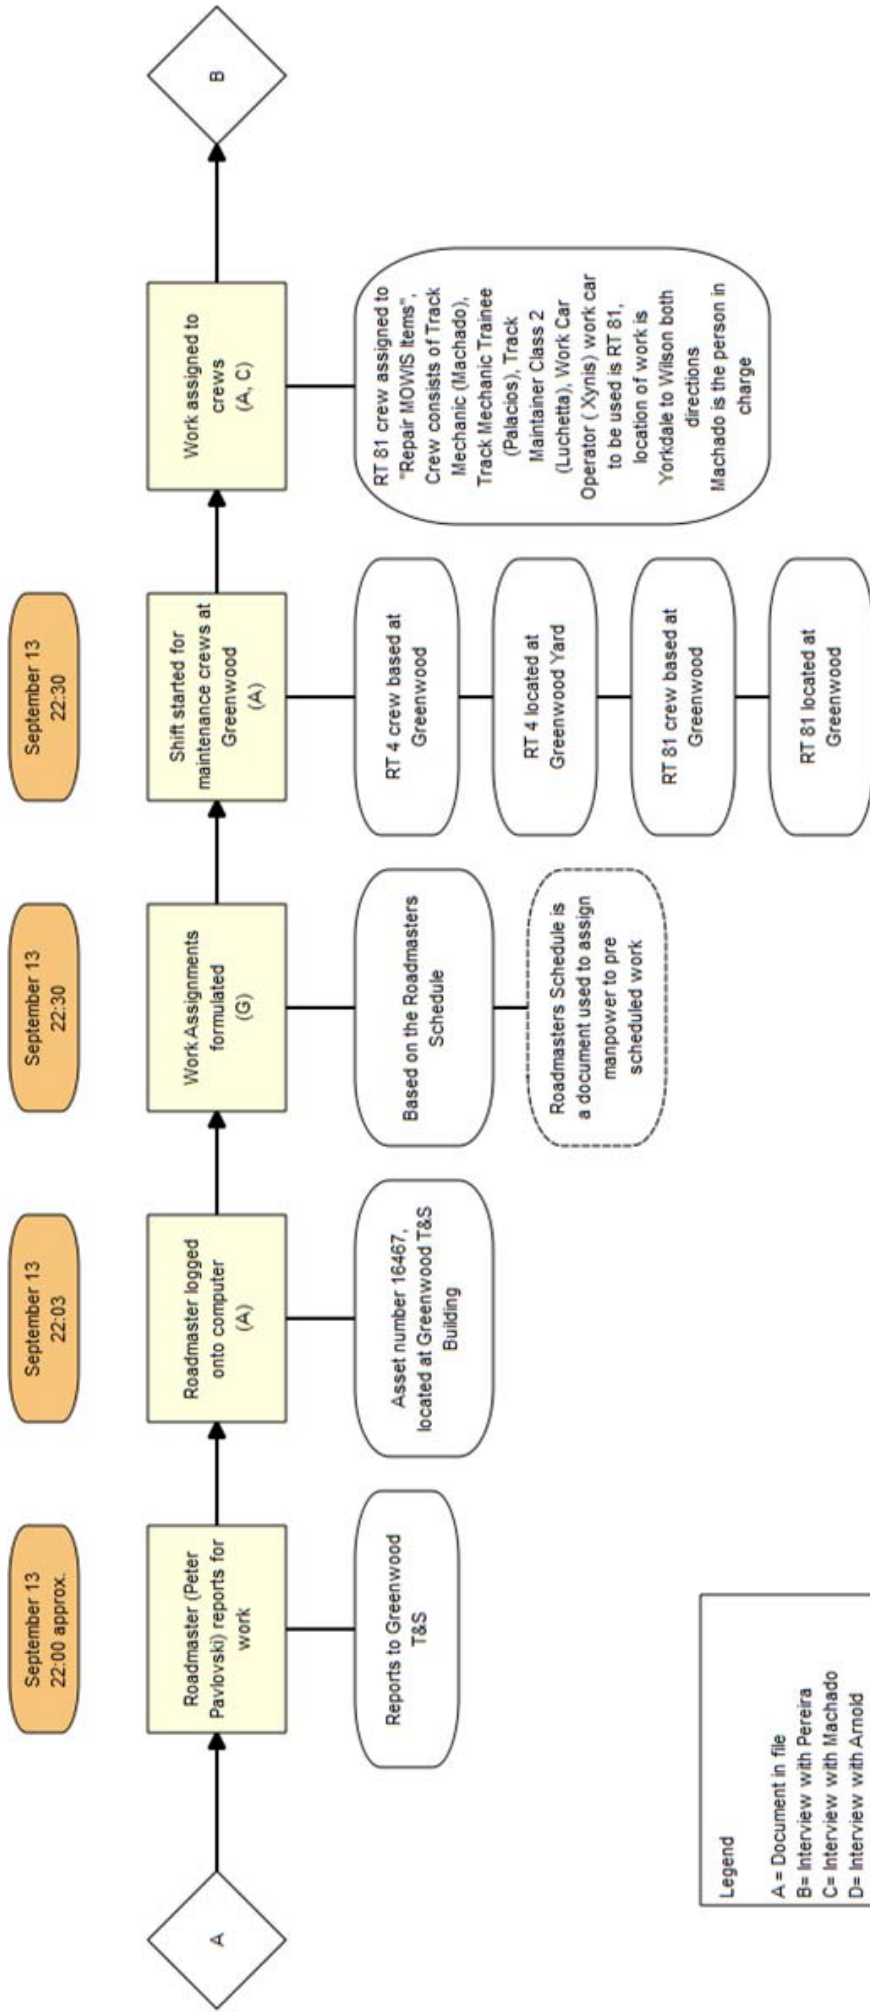 A
September 13
22:00 approx.
Roadmaster (Peter
Pavlovski) reports for
work
Reports to Greenwood
T&S
September 13
22:03
Roadmaster logged
onto computer
(A)
Asset number 16467,
located at Greenwood T&S
Building
September 13
22:30
Work Assignments
formulated
(G)
Based on the Roadmasters
Schedule
Roadmasters Schedule is
a document used to assign
manpower to pre
scheduled work
September 13
22:30
Shift started for
maintenance crews at
Greenwood
(A)
RT 4 crew based at
Greenwood
RT 4 located at
Greenwood Yard
RT 81 crew based at
Greenwood
RT 81 located at
Greenwood
Work assigned to
crews
(A, C)
RT 81 crew assigned to
"Repair MOWIS Items",
Crew consists of Track
Mechanic (Machado),
Track Mechanic Trainee
(Palacios), Track
Maintainer Class 2
(Luchetta), Work Car
Operator ( Xynis) work car
to be used is RT 81,
location of work is
Yorkdale to Wilson both
directions
Machado is the person in
charge
B
Legend
A = Document in file
B= Interview with Pereira
C= Interview with Machado
D= Interview with Arnold